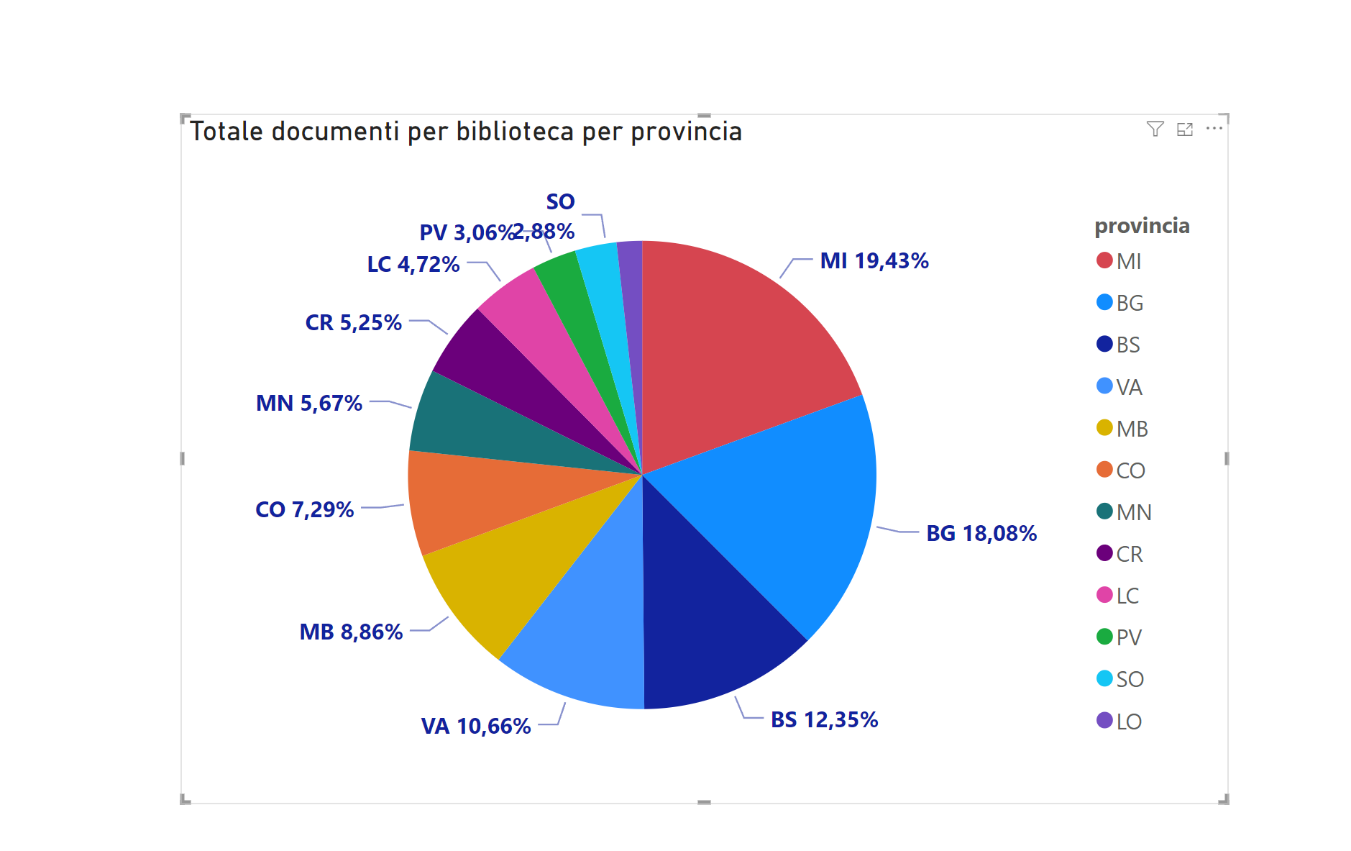 Totale documenti per biblioteca per provincia
SO
2,88%
PV 3,06%
LC 4,72%
CR 5,25%
MN 5,67%
CO 7,29%
MB 8,86%
VA 10,66%
BS 12,35%
BG 18,08%
MI 19,43%
provincia
MI
BG
BS
VA
MB
CO
MN
CR
LC
PV
SO
LO